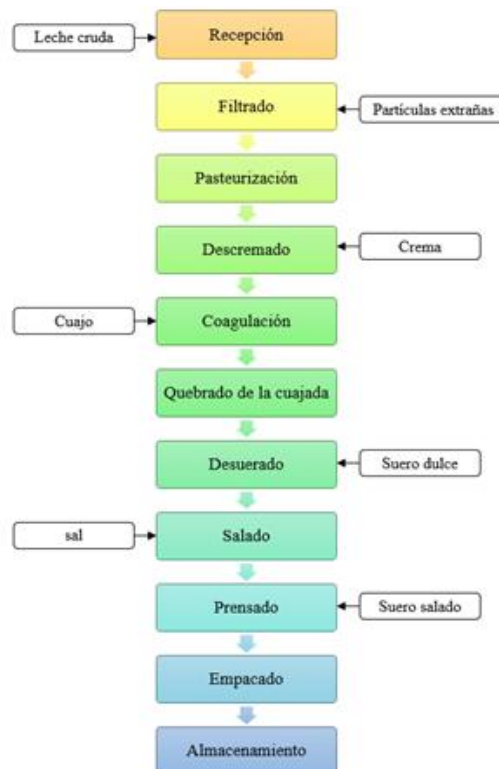 Leche cruda
Recepción
Filtrado
Partículas extrañas
Pasteurización
Descremado
Crema
Cuajo
Coagulación
Quebrado de la cuajada
Desuerado
Suero dulce
sal
Salado
Prensado
Suero salado
Empacado
Almacenamiento